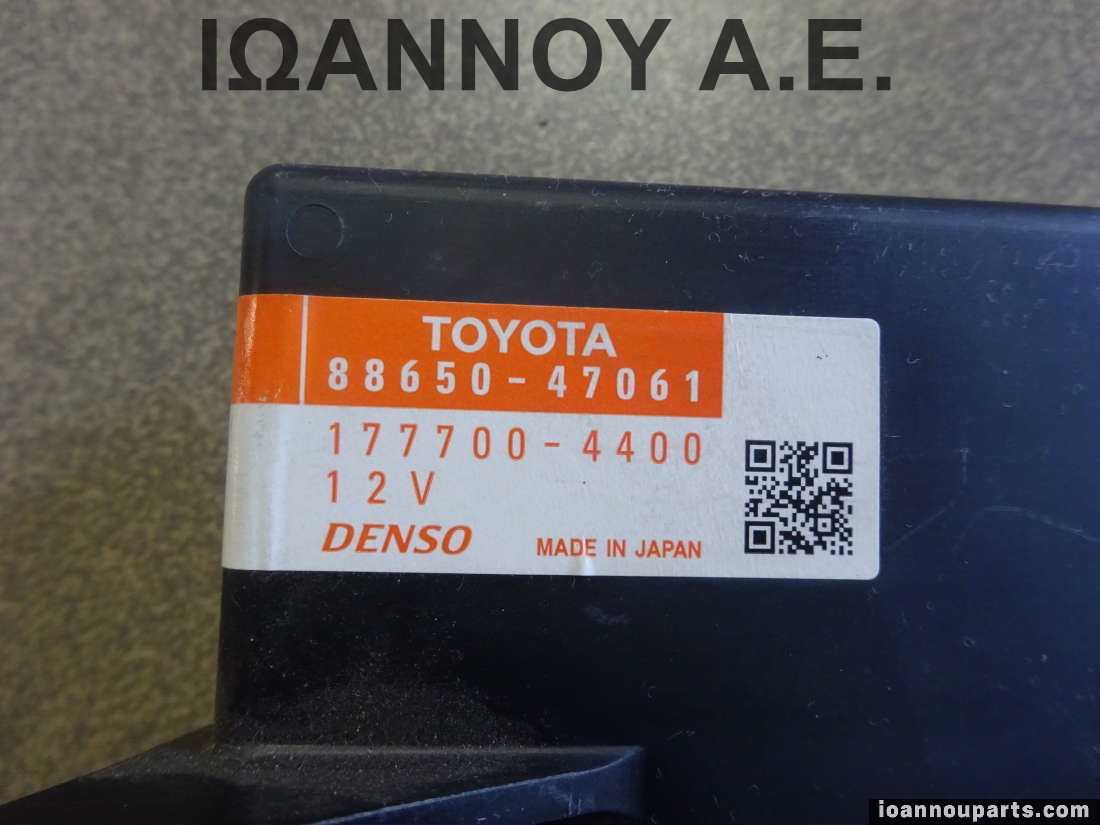 ΙΩΑΝΝΟΥ Α.Ε.
TOYOTA
88650-47061
177700-4400
12V
DENSO
MADE IN JAPAN
ioannouparts.com